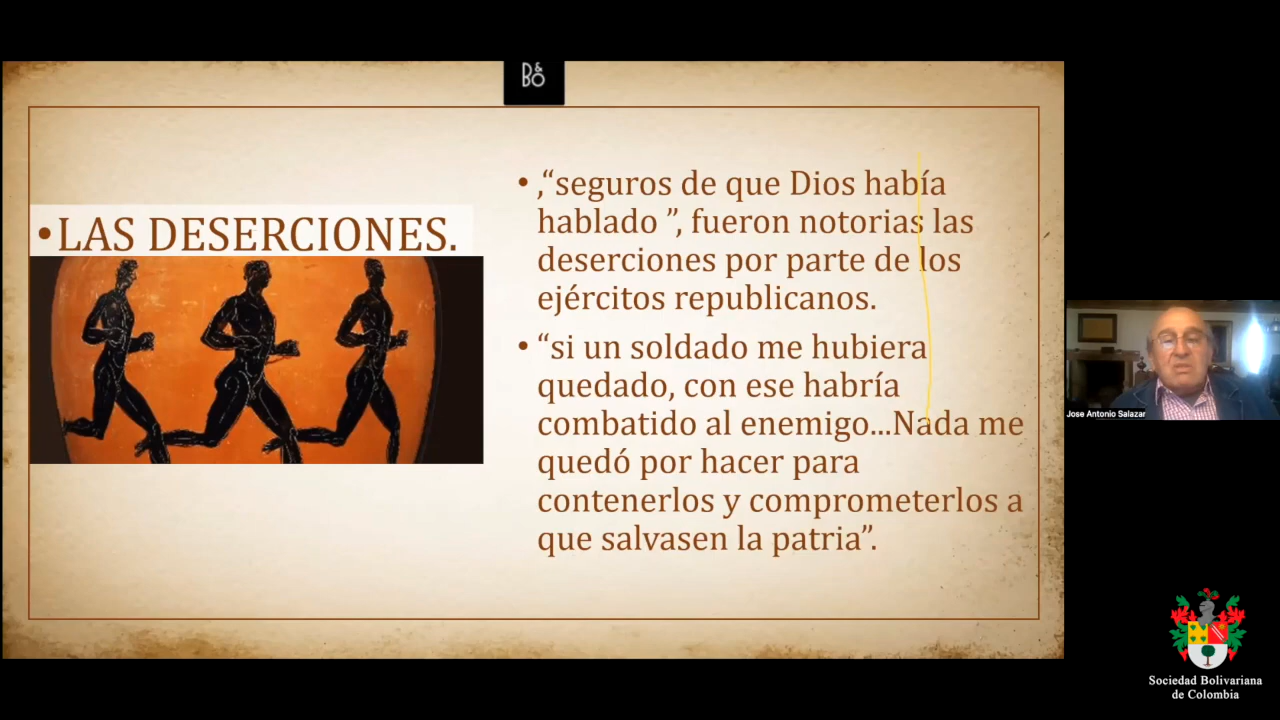 B&O
•LAS DESERCIONES.
• ,“seguros de que Dios había
hablado ”, fueron notorias las
deserciones por parte de los
ejércitos republicanos.
• “si un soldado me hubiera
quedado, con ese habría
combatido al enemigo...Nada me
quedó por hacer para
contenerlos y comprometerlos a
que salvasen la patria”.
Jose Antonio Salazar
Sociedad Bolivariana
de Colombia